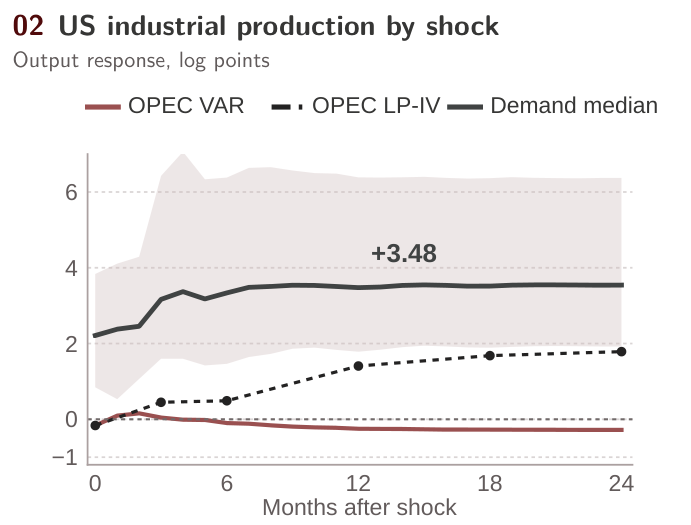 02 US industrial production by shock
Output response, log points
OPEC VAR OPEC LP-IV Demand median
6
+3.48
4
2
0
−1
0 6 12 18 24
Months after shock